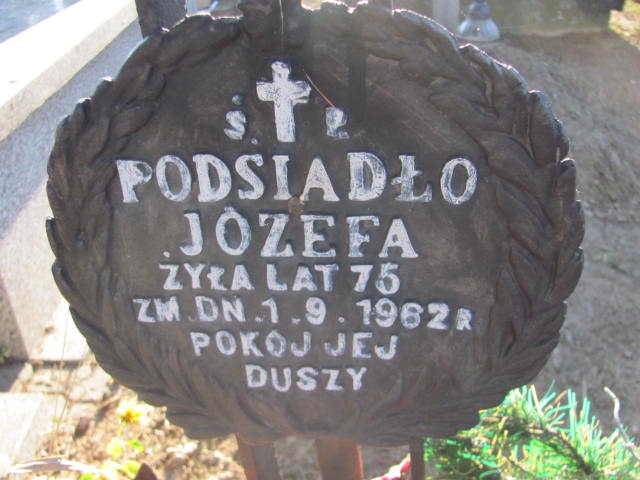 Ś. P.
PODSIADŁO
JÓZEFA
ŻYŁA LAT 75
ZM. DN. 1.9.1962 R
POKÓJ JEJ
DUSZY